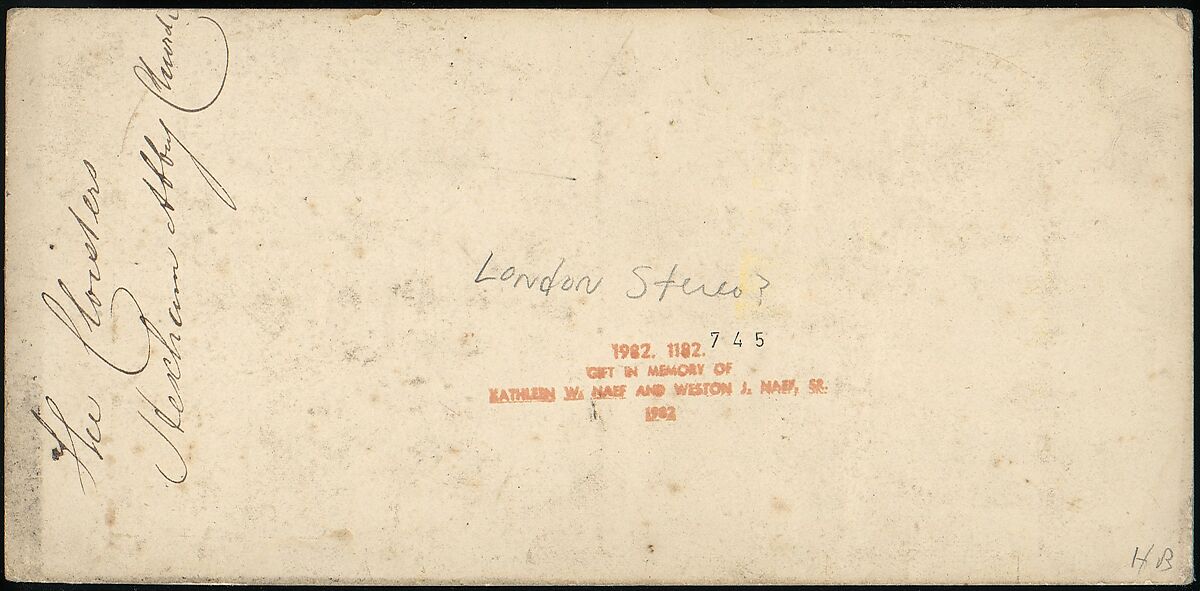 The Cloisters
Hexham Abby Church
London Stereo?
1982. 1182. 745
GIFT IN MEMORY OF
KATHLEEN W. NAEF AND WESTON J. NAEF, SR.
1982
HB